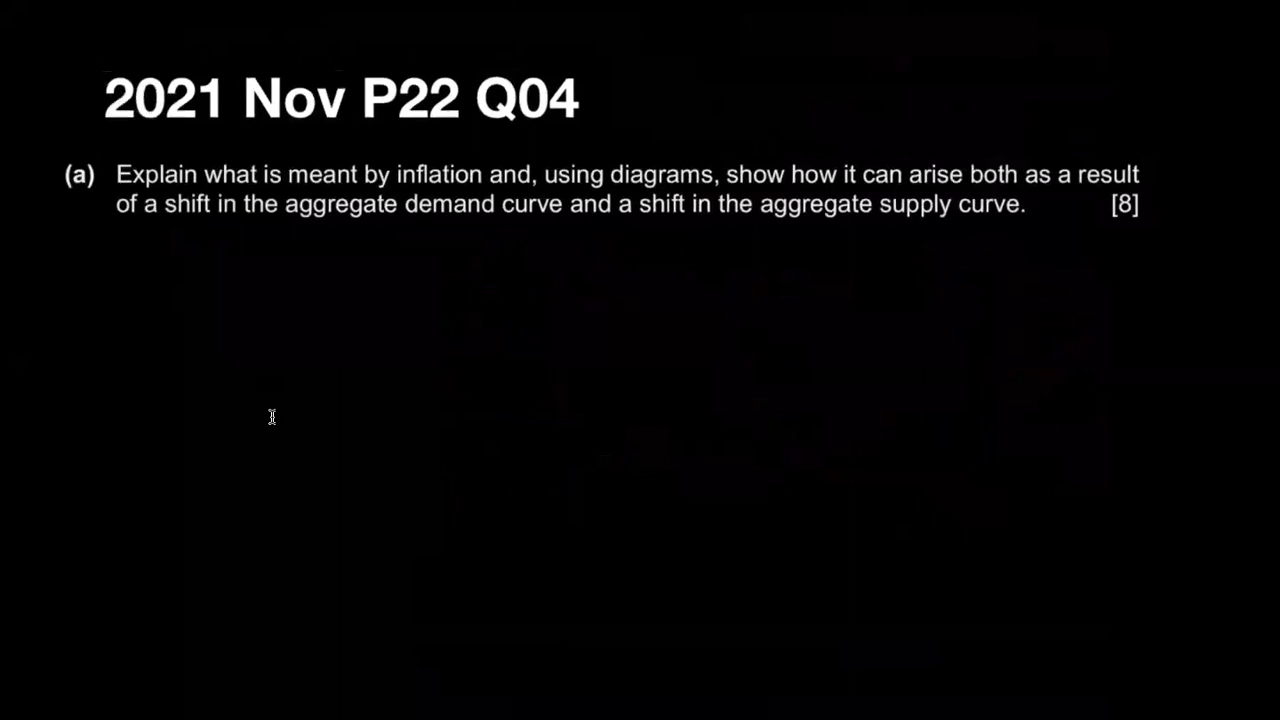 2021 Nov P22 Q04
(a) Explain what is meant by inflation and, using diagrams, show how it can arise both as a result
of a shift in the aggregate demand curve and a shift in the aggregate supply curve. [8]